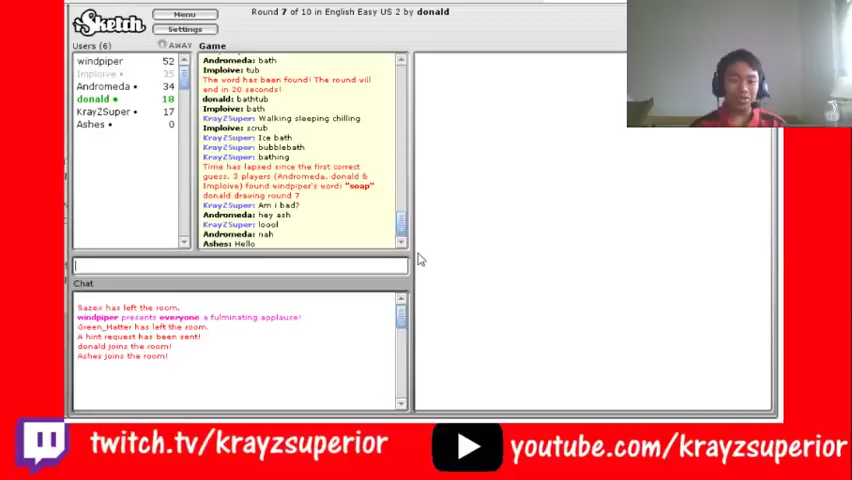 iSketch
Menu
Settings
Round 7 of 10 in English Easy US 2 by donald
Users (6)
AWAY
windpiper 52
Imploive • 35
Andromeda • 34
donald • 18
KrayZSuper • 17
Ashes • 0
Game
Andromeda: bath
Imploive: tub
The word has been found! The round will
end in 20 seconds!
donald: bathtub
Imploive: bath
KrayZSuper: Walking sleeping chilling
Imploive: scrub
KrayZSuper: Ice bath
KrayZSuper: bubblebath
KrayZSuper: bathing
Time has lapsed since the first correct
guess. 3 players (Andromeda, donald &
Imploive) found windpiper's word: "soap"
donald drawing round 7
KrayZSuper: Am i bad?
Andromeda: hey ash
KrayZSuper: loool
Andromeda: nah
Ashes: Hello
Chat
Sazex has left the room.
windpiper presents everyone a fulminating applause!
Green_Hatter has left the room.
A hint request has been sent!
donald joins the room!
Ashes joins the room!
twitch.tv/krayzsuperior
youtube.com/krayzsuperior